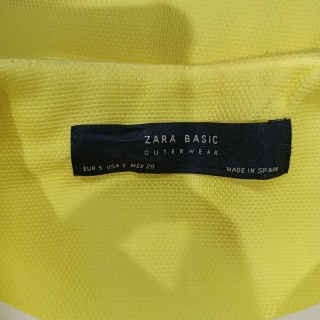 ZARA BASIC
OUTERWEAR
EUR S USA S MEX 26 MADE IN SPAIN